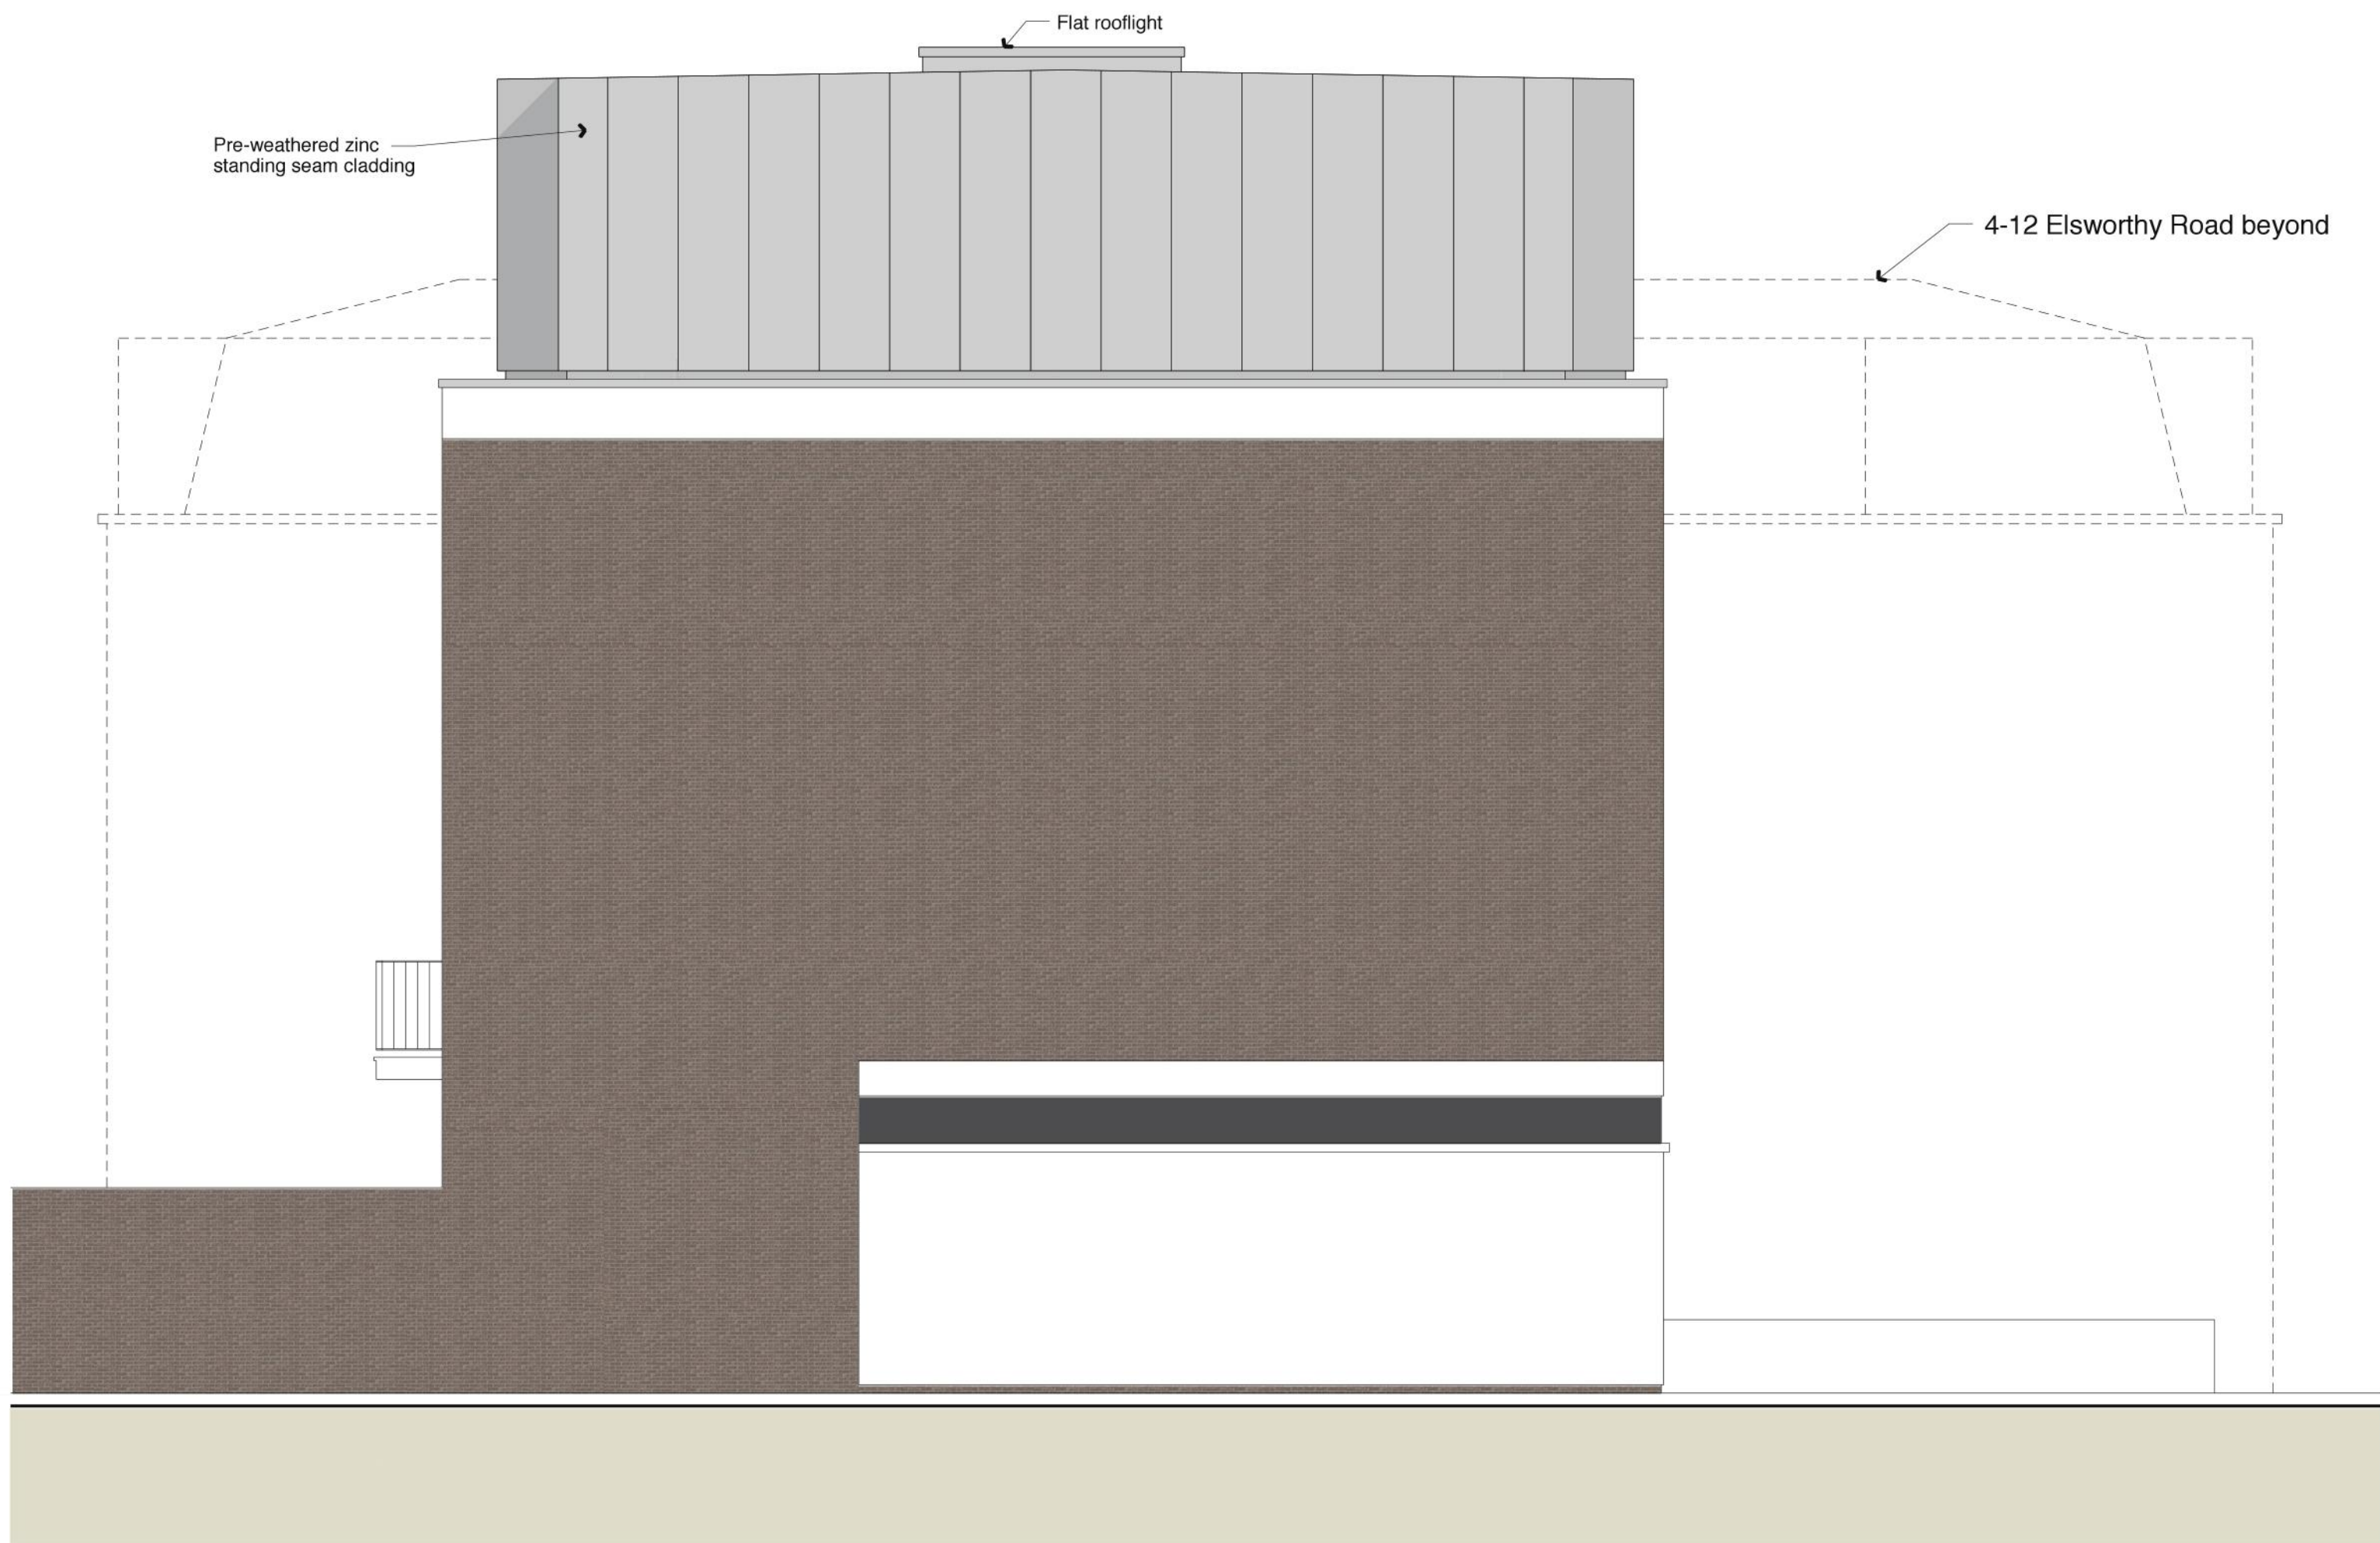 Flat rooflight
Pre-weathered zinc
standing seam cladding
4-12 Elsworthy Road beyond